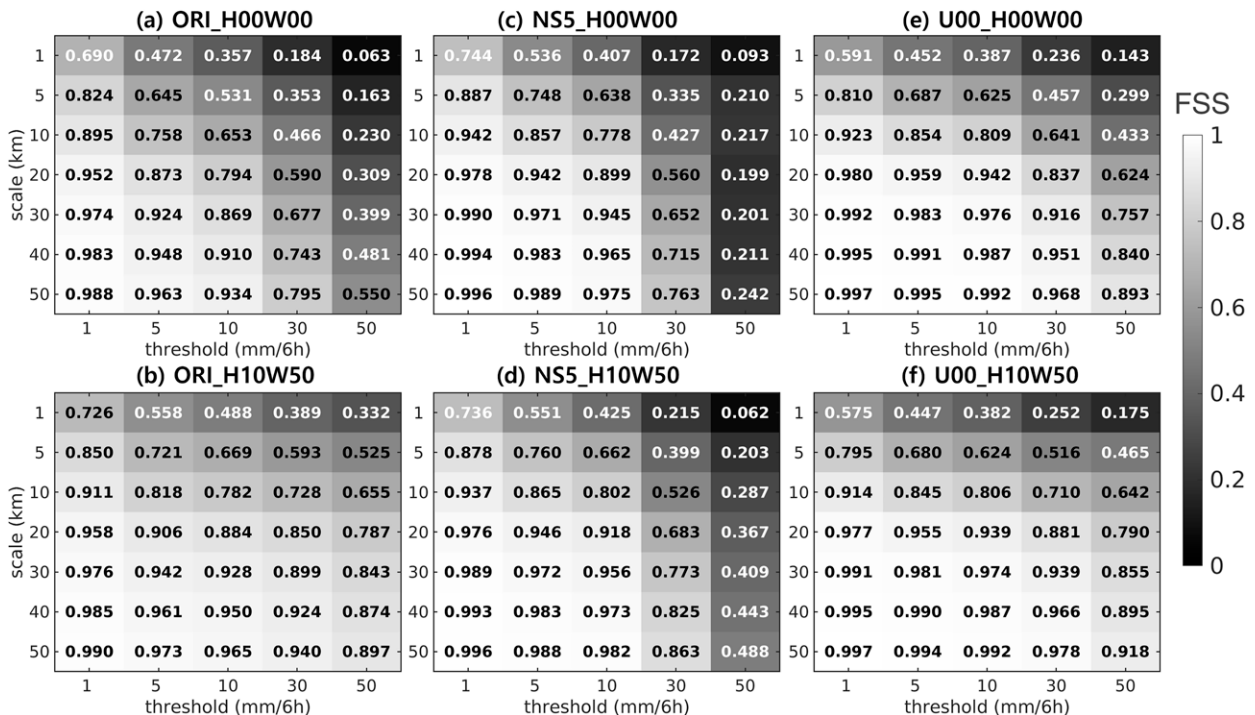 (a) ORI_H00W00
1 0.690 0.472 0.357 0.184 0.063
5 0.824 0.645 0.531 0.353 0.163
10 0.895 0.758 0.653 0.466 0.230
20 0.952 0.873 0.794 0.590 0.309
30 0.974 0.924 0.869 0.677 0.399
40 0.983 0.948 0.910 0.743 0.481
50 0.988 0.963 0.934 0.795 0.550
1 5 10 30 50
scale (km)
threshold (mm/6h)
(c) NS5_H00W00
1 0.744 0.536 0.407 0.172 0.093
5 0.887 0.748 0.638 0.335 0.210
10 0.942 0.857 0.778 0.427 0.217
20 0.978 0.942 0.899 0.560 0.199
30 0.990 0.971 0.945 0.652 0.201
40 0.994 0.983 0.965 0.715 0.211
50 0.996 0.989 0.975 0.763 0.242
1 5 10 30 50
threshold (mm/6h)
(e) U00_H00W00
1 0.591 0.452 0.387 0.236 0.143
5 0.810 0.687 0.625 0.457 0.299
10 0.923 0.854 0.809 0.641 0.433
20 0.980 0.959 0.942 0.837 0.624
30 0.992 0.983 0.976 0.916 0.757
40 0.995 0.991 0.987 0.951 0.840
50 0.997 0.995 0.992 0.968 0.893
1 5 10 30 50
threshold (mm/6h)
(b) ORI_H10W50
1 0.726 0.558 0.488 0.389 0.332
5 0.850 0.721 0.669 0.593 0.525
10 0.911 0.818 0.782 0.728 0.655
20 0.958 0.906 0.884 0.850 0.787
30 0.976 0.942 0.928 0.899 0.843
40 0.985 0.961 0.950 0.924 0.874
50 0.990 0.973 0.965 0.940 0.897
1 5 10 30 50
scale (km)
threshold (mm/6h)
(d) NS5_H10W50
1 0.736 0.551 0.425 0.215 0.062
5 0.878 0.760 0.662 0.399 0.203
10 0.937 0.865 0.802 0.526 0.287
20 0.976 0.946 0.918 0.683 0.367
30 0.989 0.972 0.956 0.773 0.409
40 0.993 0.983 0.973 0.825 0.443
50 0.996 0.988 0.982 0.863 0.488
1 5 10 30 50
threshold (mm/6h)
(f) U00_H10W50
1 0.575 0.447 0.382 0.252 0.175
5 0.795 0.680 0.624 0.516 0.465
10 0.914 0.845 0.806 0.710 0.642
20 0.977 0.955 0.939 0.881 0.790
30 0.991 0.981 0.974 0.939 0.855
40 0.995 0.990 0.987 0.966 0.895
50 0.997 0.994 0.992 0.978 0.918
1 5 10 30 50
threshold (mm/6h)
FSS
1
0.8
0.6
0.4
0.2
0